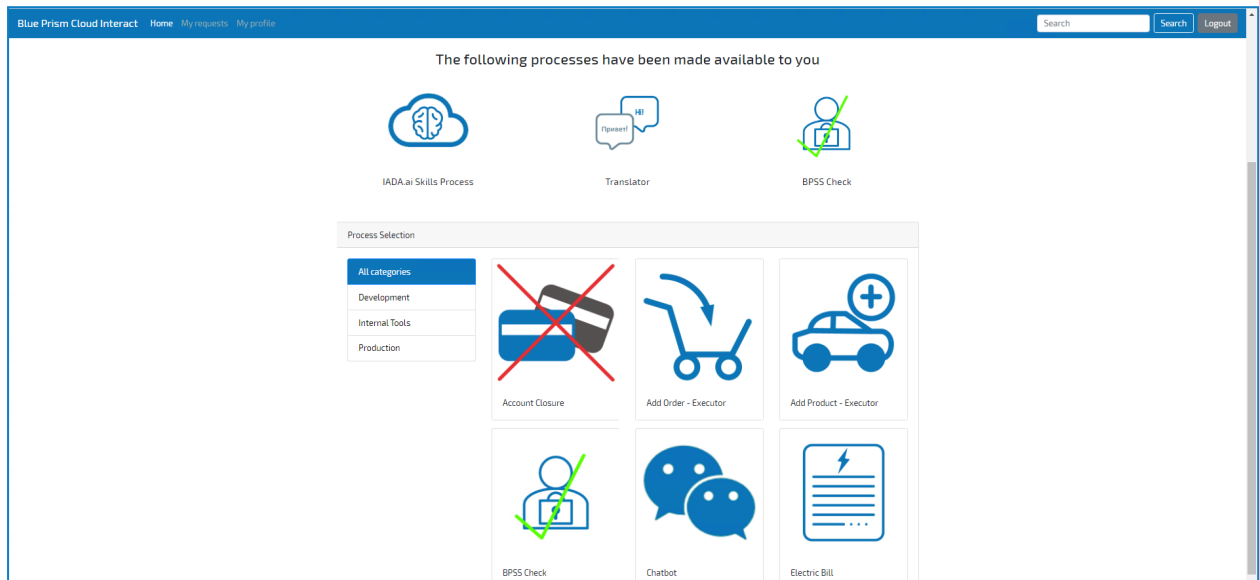 Blue Prism Cloud Interact Home My requests My profile Search Search Logout
The following processes have been made available to you
Привет! Hi!
IADA.ai Skills Process Translator BPSS Check
Process Selection
All categories
Development
Internal Tools
Production
Account Closure Add Order - Executor Add Product - Executor
BPSS Check Chatbot Electric Bill